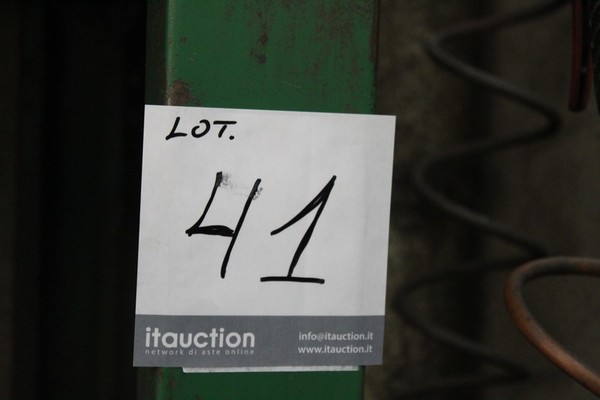 LOT.
41
itauction
network di aste online
info@itauction.it
www.itauction.it